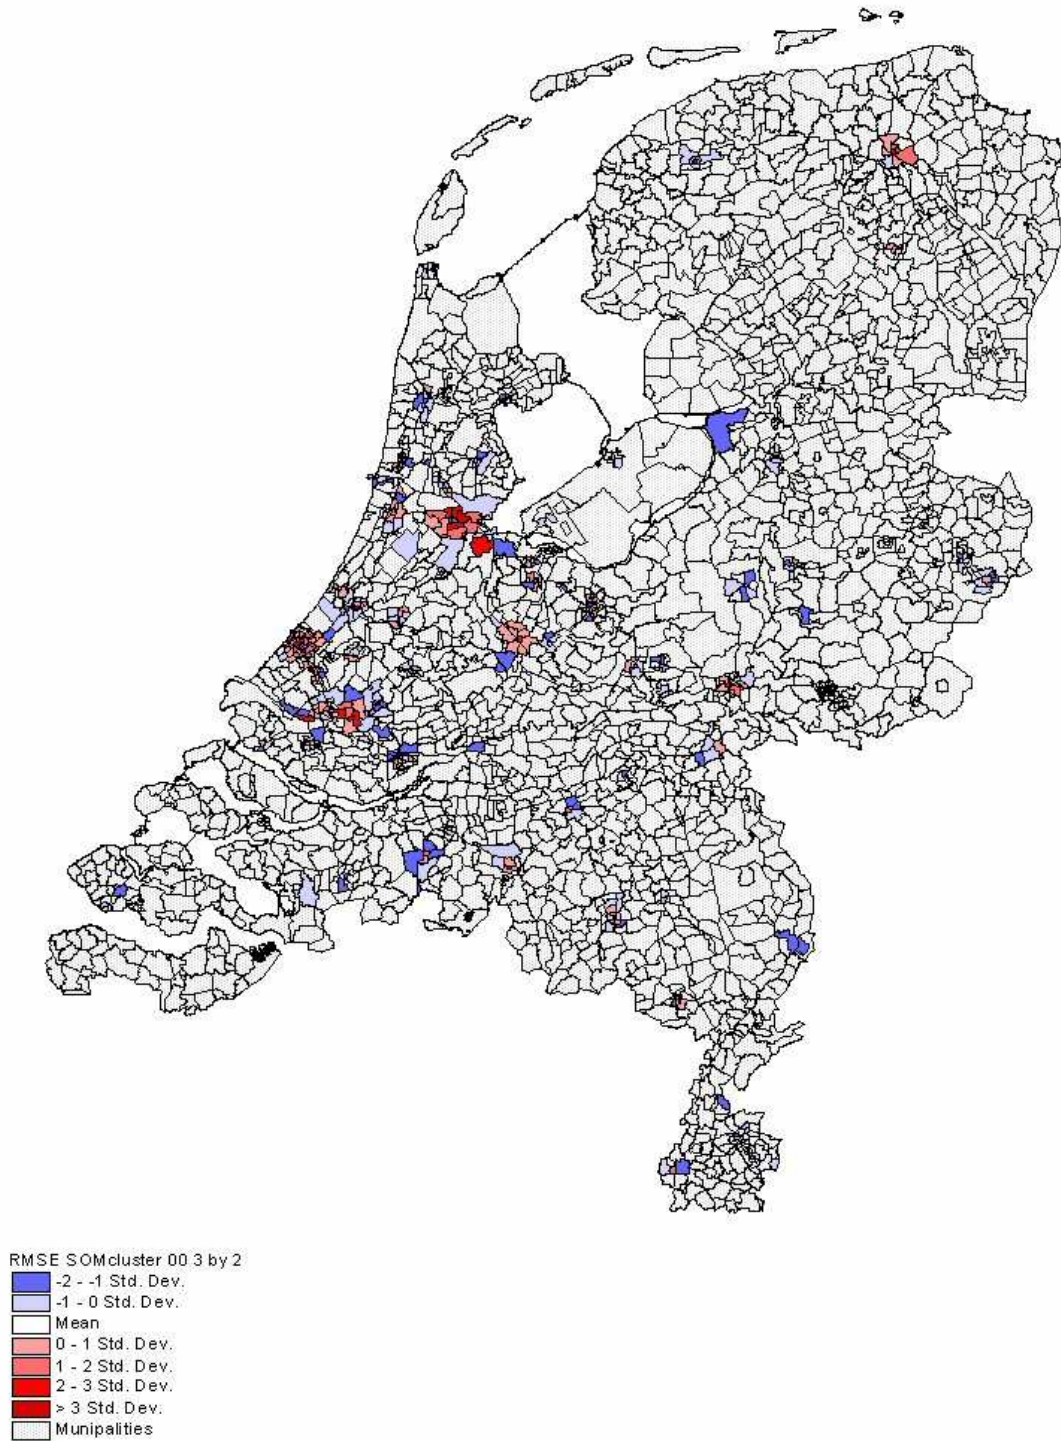 RMSE SOMcluster 00 3 by 2
-2 - -1 Std. Dev.
-1 - 0 Std. Dev.
Mean
0 - 1 Std. Dev.
1 - 2 Std. Dev.
2 - 3 Std. Dev.
> 3 Std. Dev.
Munipalities